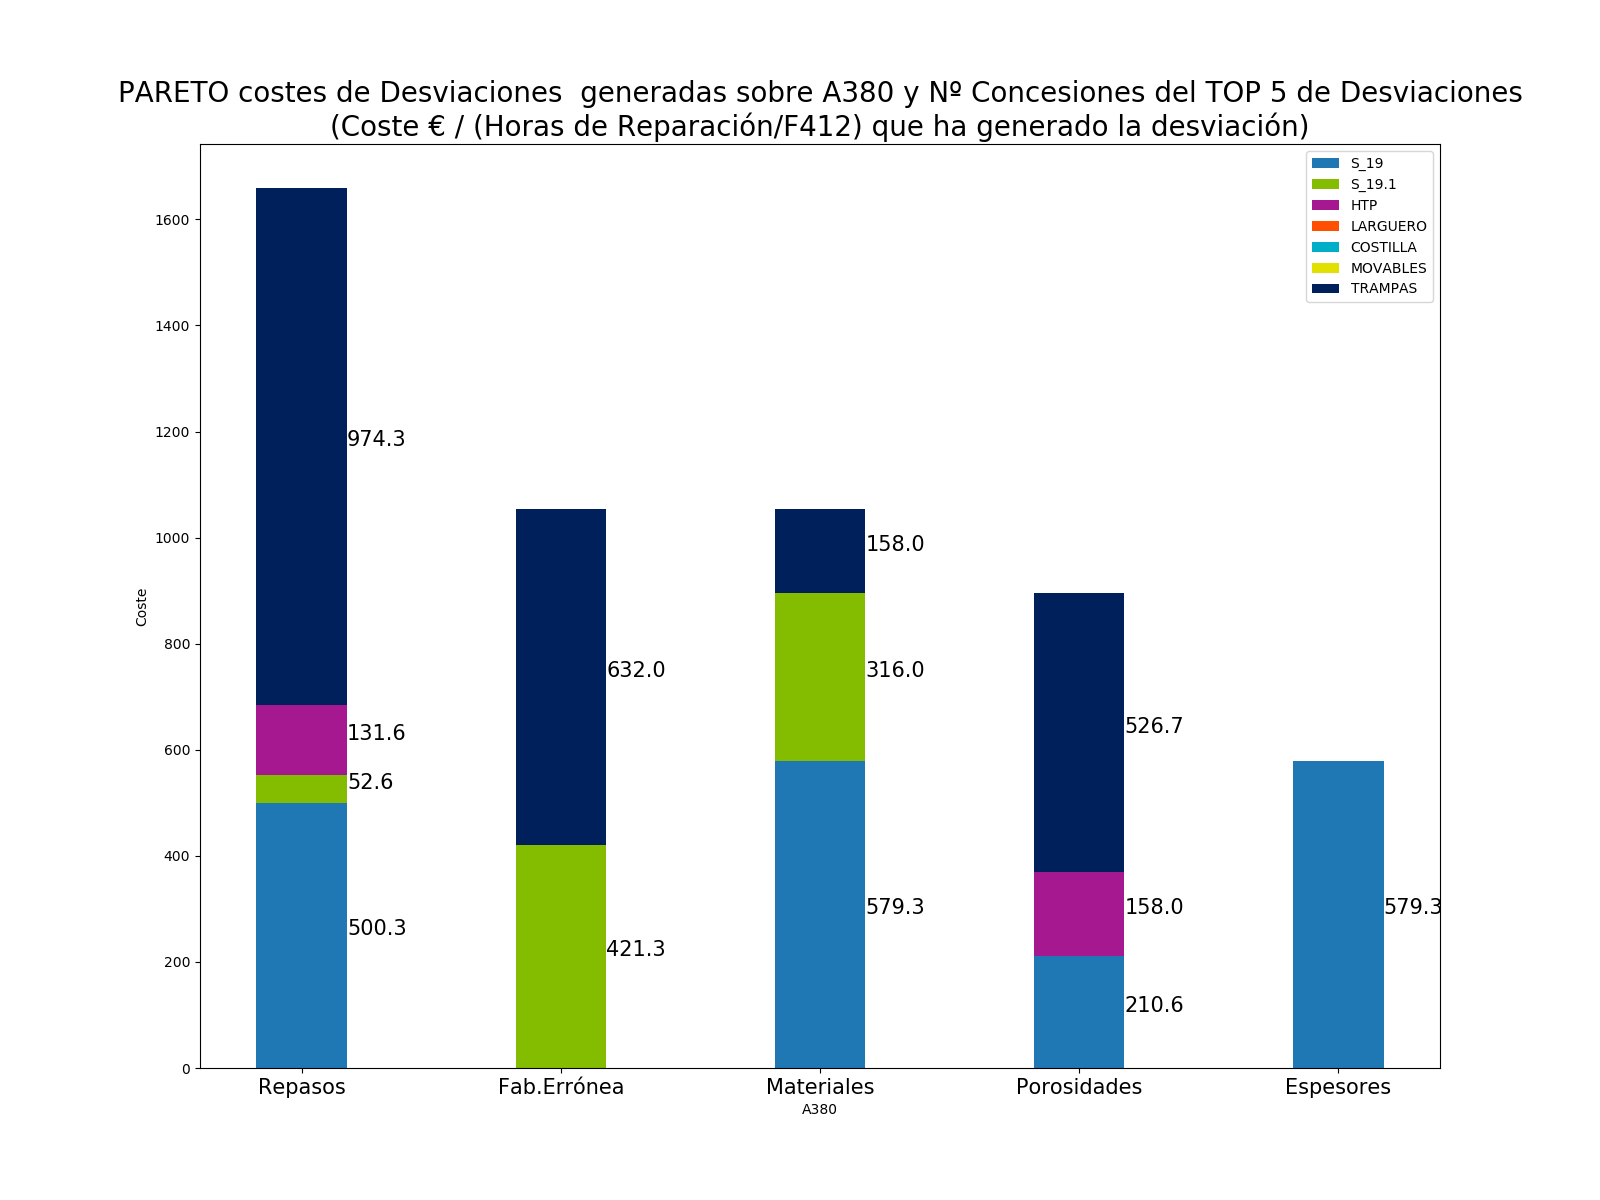 PARETO costes de Desviaciones  generadas sobre A380 y Nº Concesiones del TOP 5 de Desviaciones
(Coste € / (Horas de Reparación/F412) que ha generado la desviación)
S_19
S_19.1
HTP
LARGUERO
COSTILLA
MOVABLES
TRAMPAS
Coste
1600
1400
1200
1000
800
600
400
200
0
974.3
131.6
52.6
500.3
632.0
421.3
158.0
316.0
579.3
526.7
158.0
210.6
579.3
Repasos
Fab.Errónea
Materiales
Porosidades
Espesores
A380